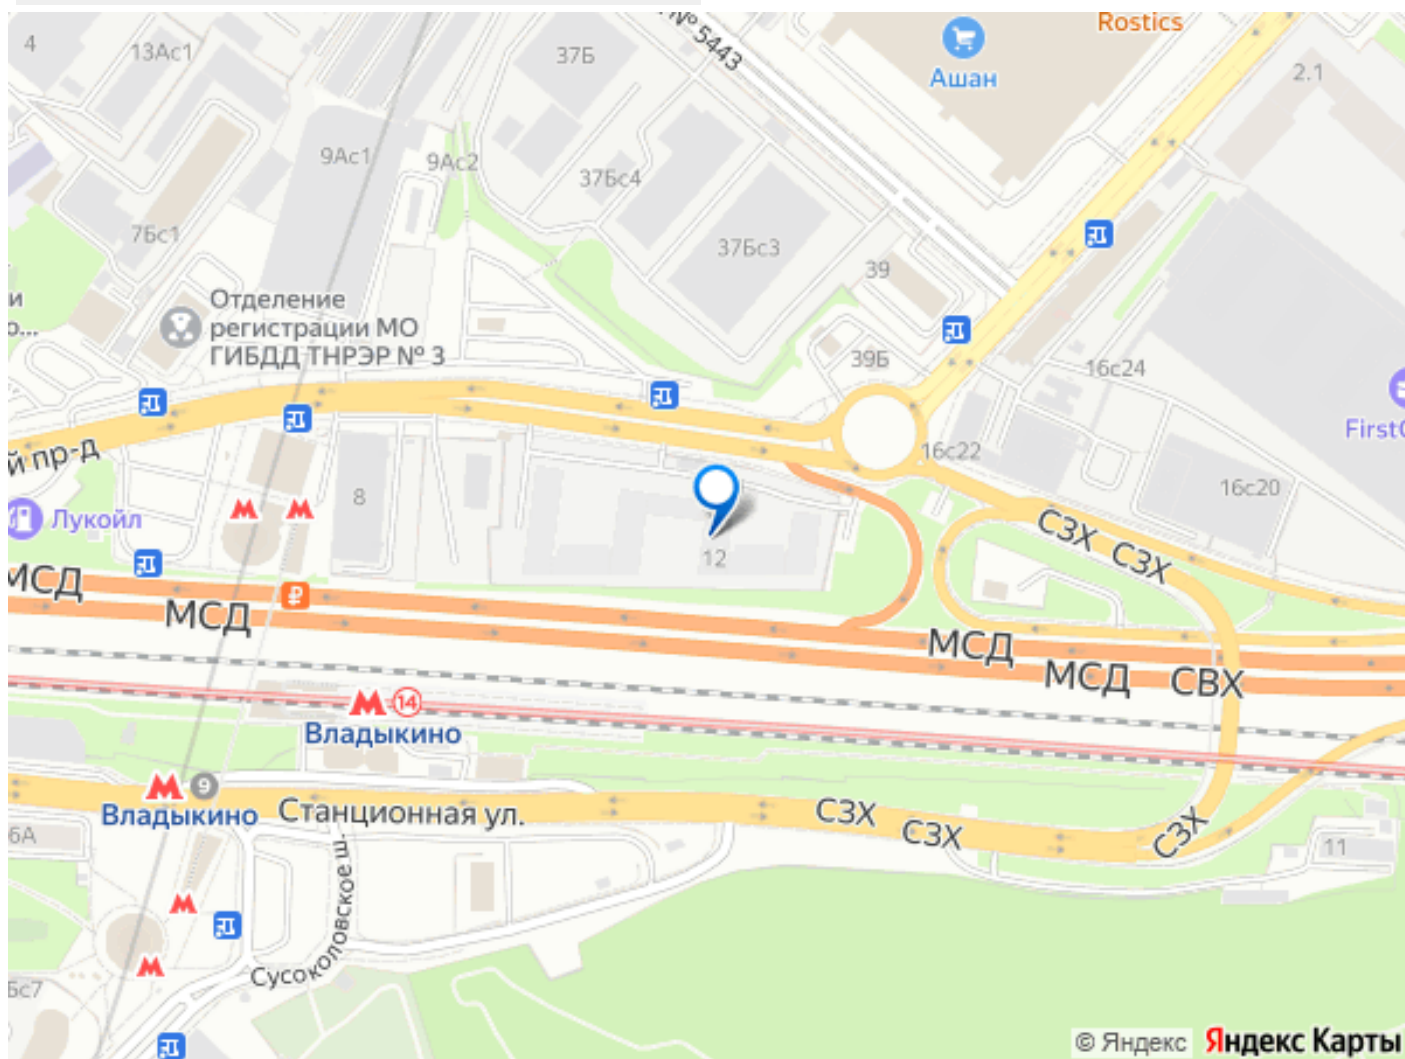 Rostics
№ 5443
4
13Ас1
37Б
Ашан
2.1
9Ас1
9Ас2
37Бс4
7Бс1
37Бс3
39
и
о...
Отделение
регистрации МО
ГИБДД ТНРЭР № 3
39Б
16с24
FirstC
й пр-д
16с22
8
16с20
Лукойл
12
СЗХ
СЗХ
МСД
МСД
МСД
МСД
СВХ
14
Владыкино
9
Владыкино
Станционная ул.
СЗХ
СЗХ
СЗХ
6А
11
Сусоколовское ш.
Бс7
© Яндекс
Яндекс Карты